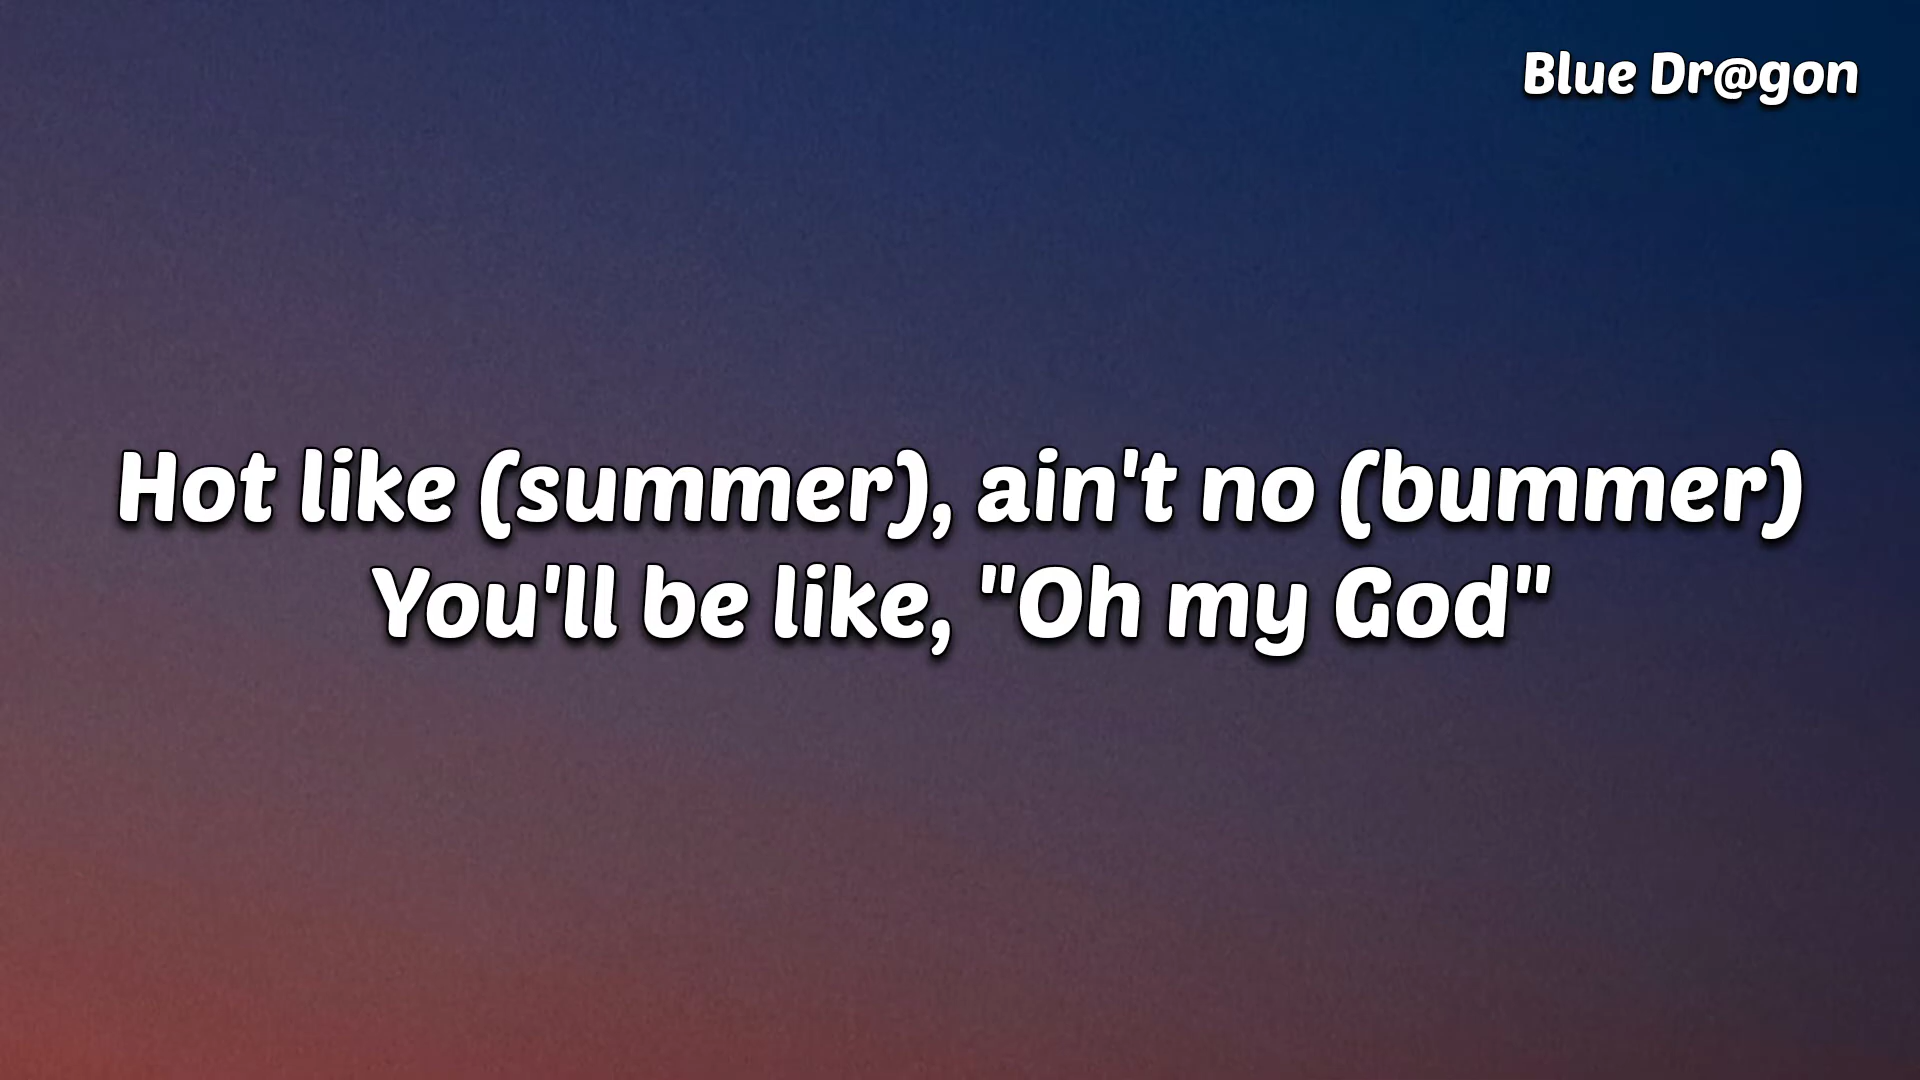 Blue Dr@gon
Hot like (summer), ain't no (bummer)
You'll be like, "Oh my God"